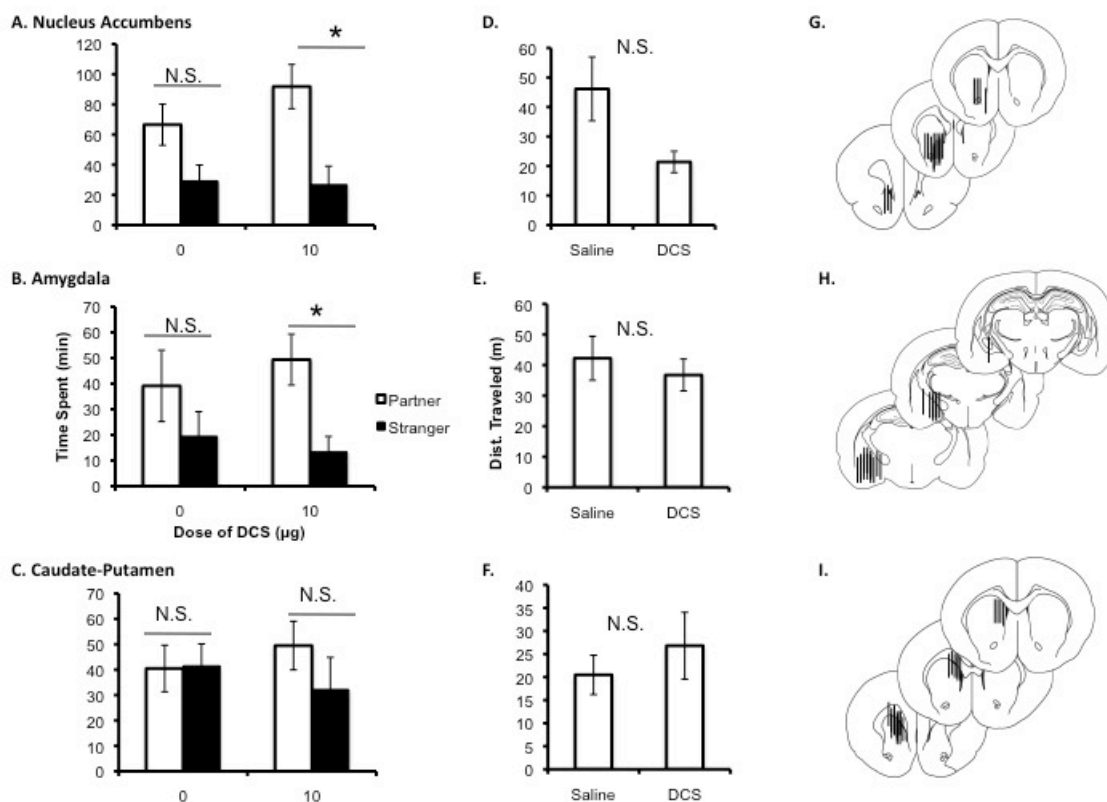 A. Nucleus Accumbens
120
100
80
60
40
20
0
N.S.
*
0
10
D.
60
50
40
30
20
10
0
N.S.
Saline
DCS
G.
B. Amygdala
Time Spent (min)
70
60
50
40
30
20
10
0
N.S.
*
Partner
Stranger
0
10
Dose of DCS (µg)
E.
Dist. Traveled (m)
60
50
40
30
20
10
0
N.S.
Saline
DCS
H.
C. Caudate-Putamen
70
60
50
40
30
20
10
0
N.S.
N.S.
0
10
F.
40
35
30
25
20
15
10
5
0
N.S.
Saline
DCS
I.